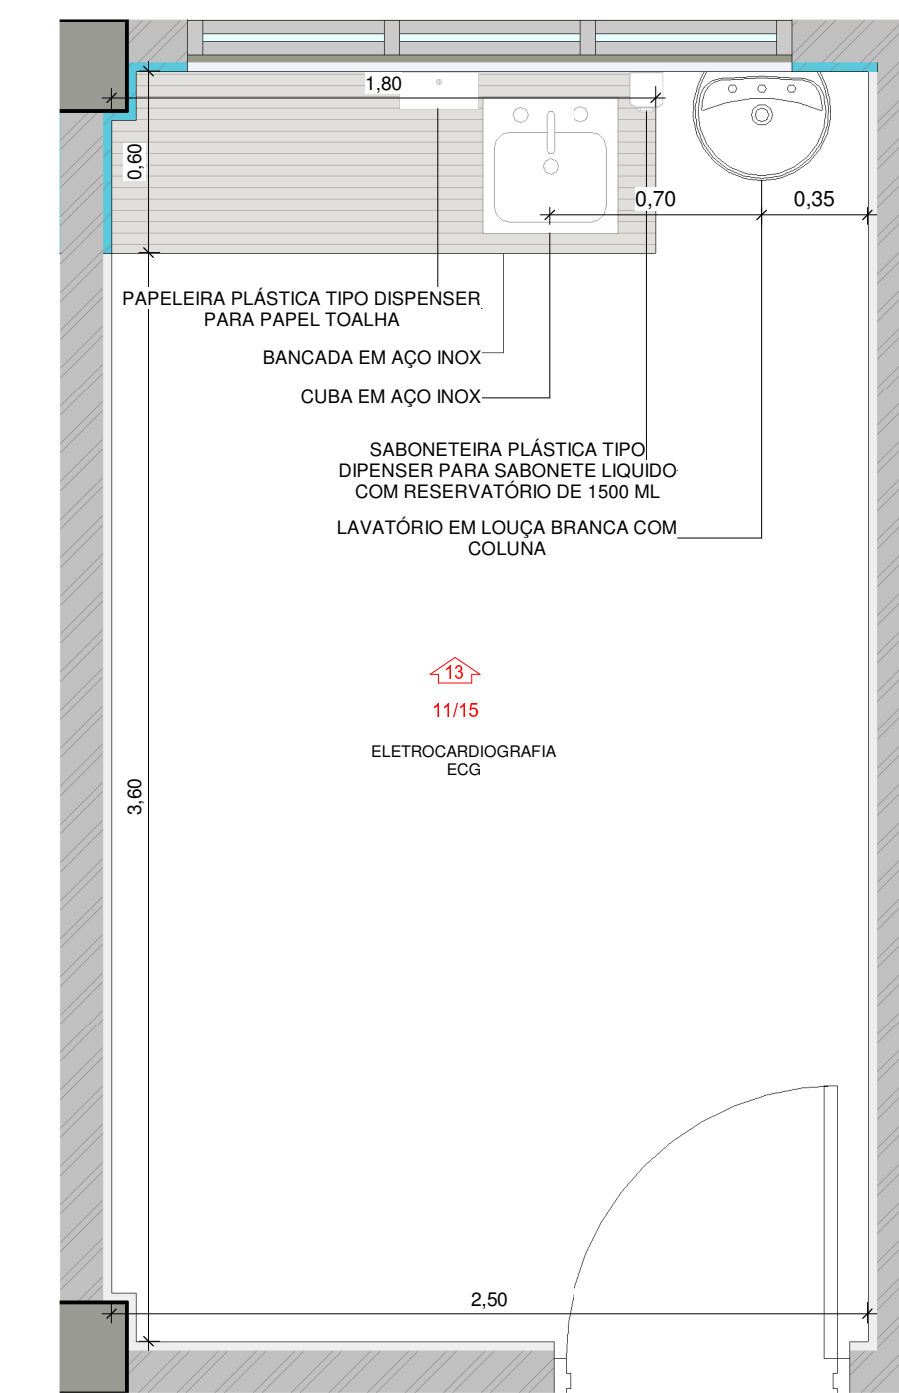 1,80
0,60
0,70
0,35
PAPELEIRA PLÁSTICA TIPO DISPENSER
PARA PAPEL TOALHA
BANCADA EM AÇO INOX
CUBA EM AÇO INOX
SABONETEIRA PLÁSTICA TIPO
DIPENSER PARA SABONETE LIQUIDO
COM RESERVATÓRIO DE 1500 ML
LAVATÓRIO EM LOUÇA BRANCA COM
COLUNA
13
11/15
ELETROCARDIOGRAFIA
ECG
3,60
2,50